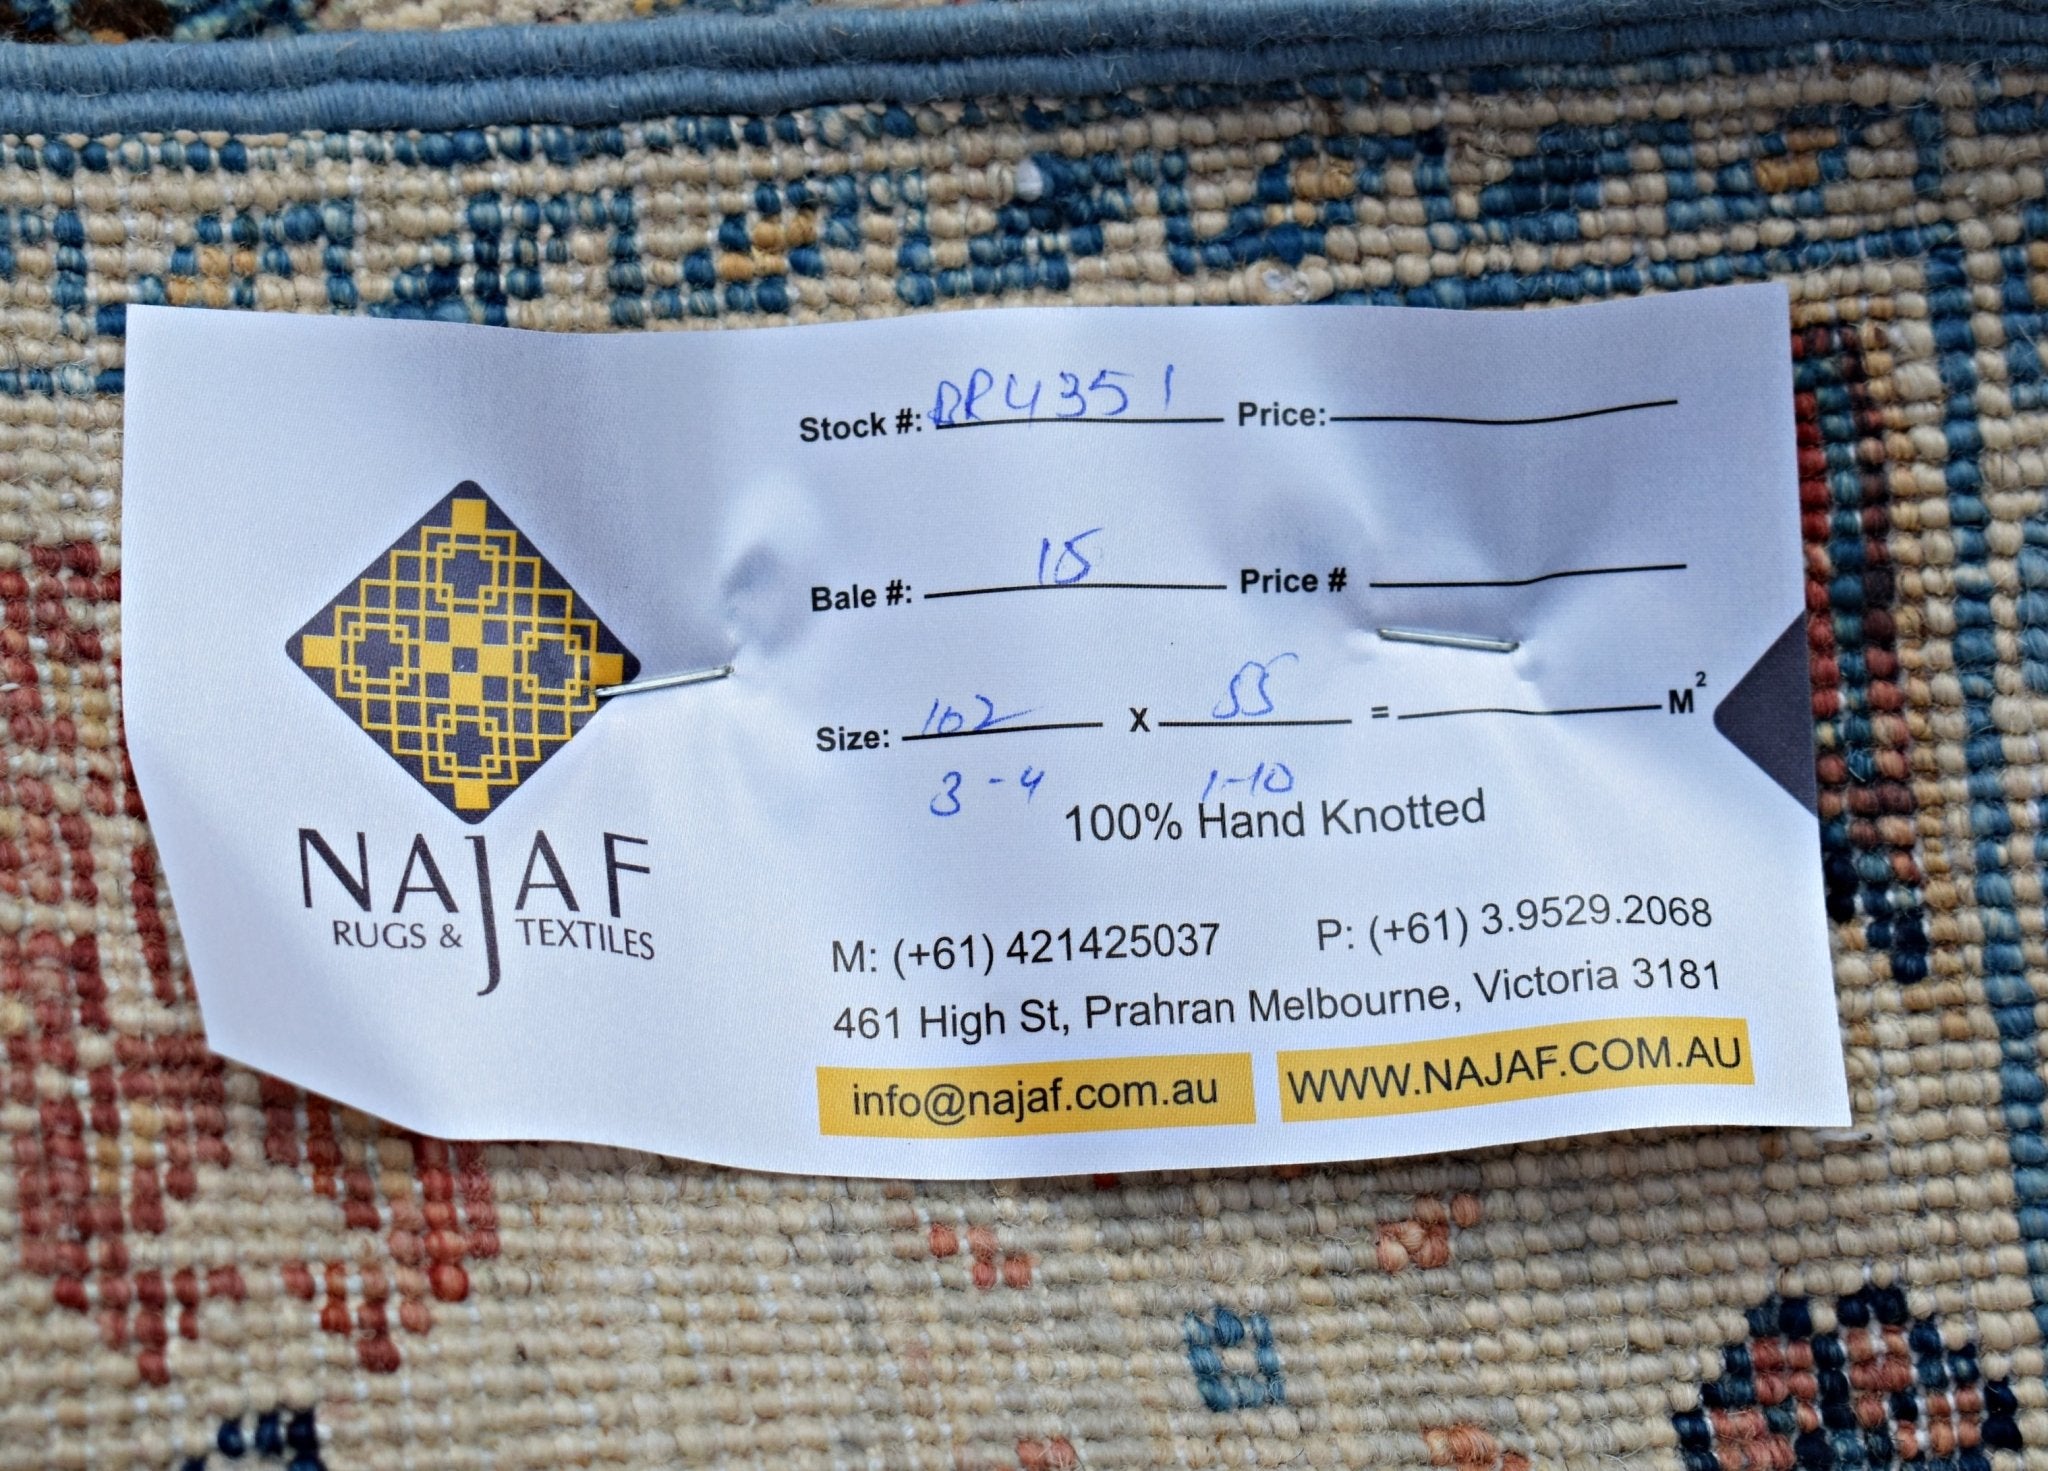 Stock #: BR4351 Price:
Bale #: 15 Price #
Size: 102 X 55 = M²
3-4 1-10
100% Hand Knotted
NAJAF
RUGS & TEXTILES
M: (+61) 421425037 P: (+61) 3.9529.2068
461 High St, Prahran Melbourne, Victoria 3181
info@najaf.com.au WWW.NAJAF.COM.AU